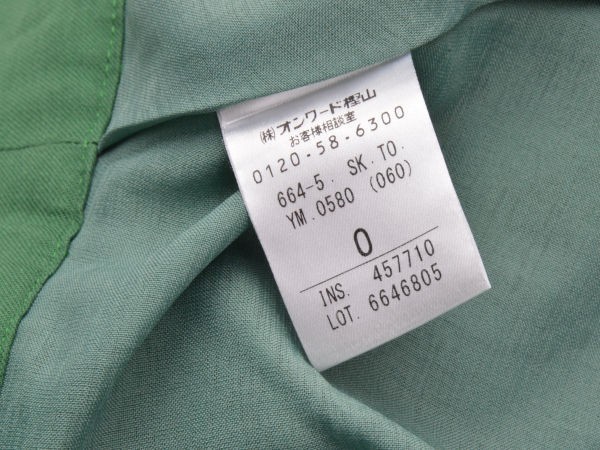 (株)オンワード樫山
お客様相談室
0120-58-6300
664-5. SK.TO.
YM.0580 (060)
0
INS. 457710
LOT. 6646805